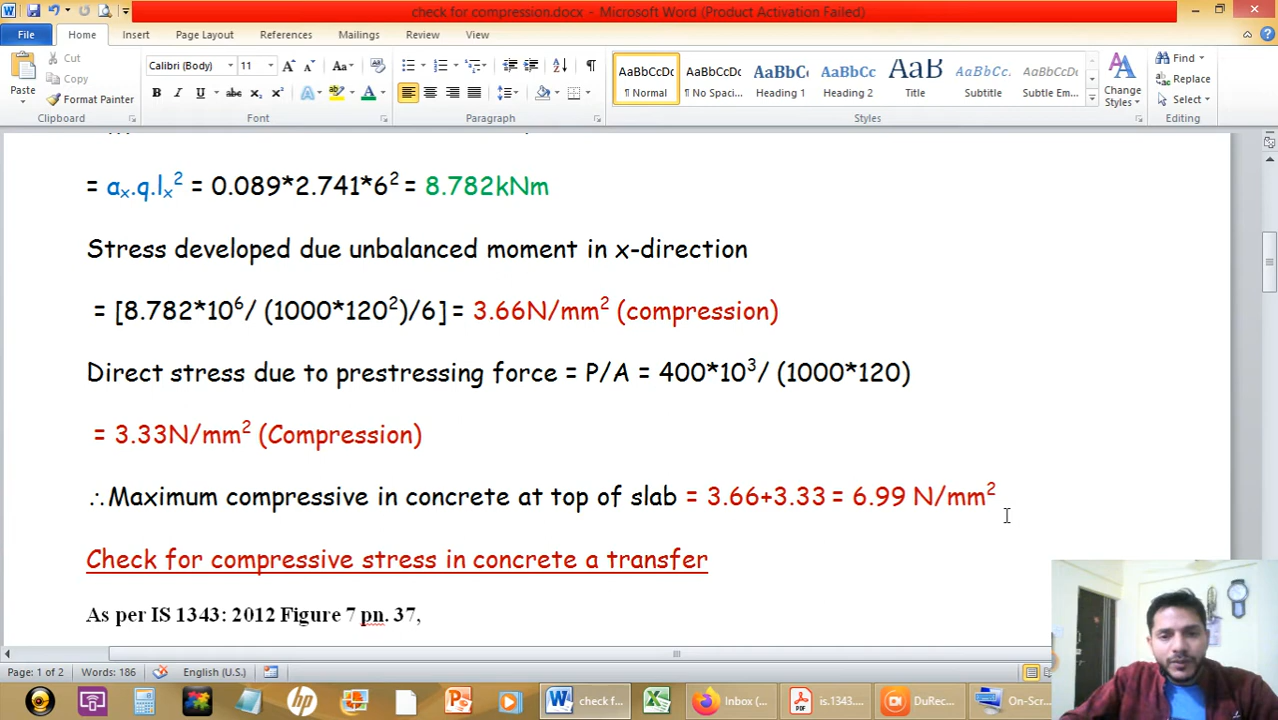 check for compression.docx - Microsoft Word (Product Activation Failed)
File Home Insert Page Layout References Mailings Review View
Paste Cut Copy Format Painter
Calibri (Body) 11
AaBbCcDc AaBbCcDc AaBbCc AaBbCc AaB AaBbCcL AaBbCcDc
¶ Normal ¶ No Spaci... Heading 1 Heading 2 Title Subtitle Subtle Em...
Change Styles
Find Replace Select
Clipboard Font Paragraph Styles Editing
= αₓ.q.lₓ² = 0.089*2.741*6² = 8.782kNm
Stress developed due unbalanced moment in x-direction
= [8.782*10⁶/ (1000*120²)/6] = 3.66N/mm² (compression)
Direct stress due to prestressing force = P/A = 400*10³/ (1000*120)
= 3.33N/mm² (Compression)
∴Maximum compressive in concrete at top of slab = 3.66+3.33 = 6.99 N/mm²
Check for compressive stress in concrete a transfer
As per IS 1343: 2012 Figure 7 pn. 37,
Page: 1 of 2 Words: 186 English (U.S.)
check f... Inbox (... is.1343.... DuRec... On-Scr...